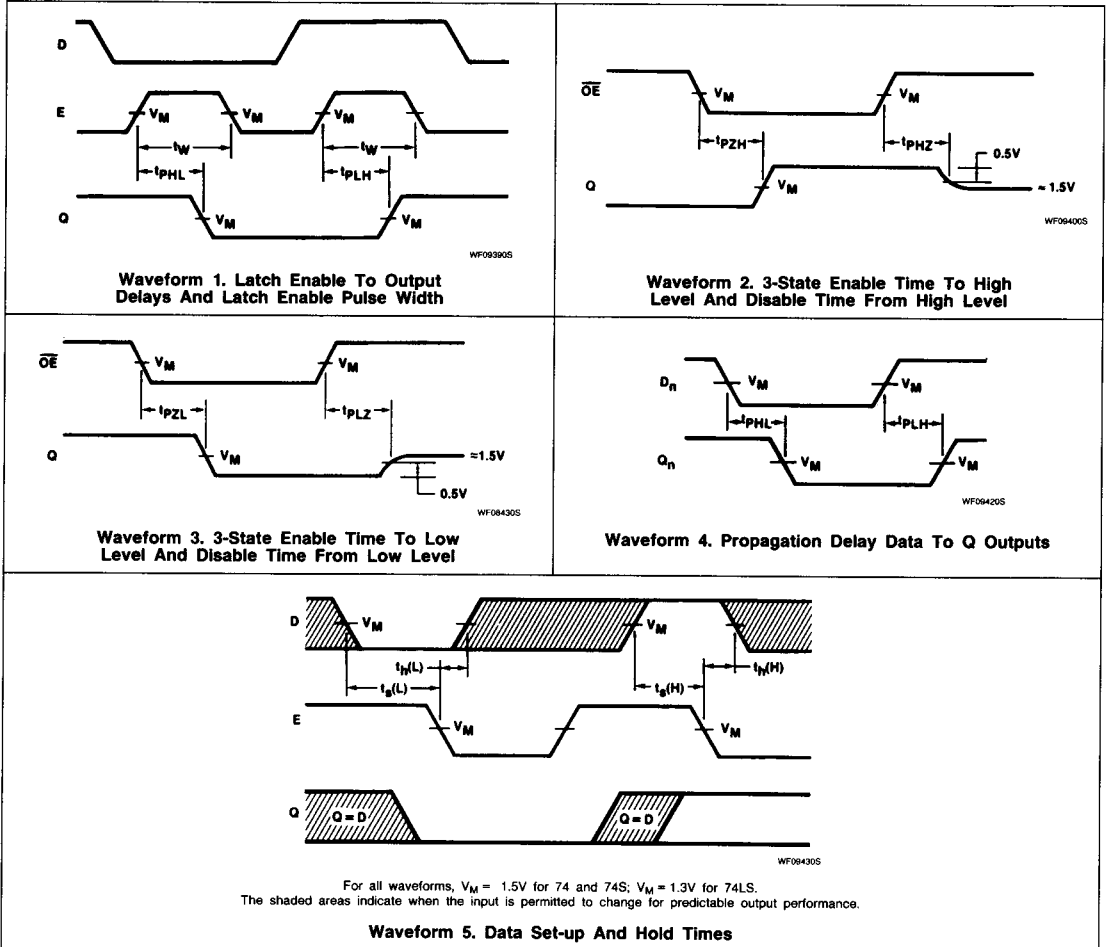 D
E
V_M
V_M
V_M
t_W
t_W
t_PHL
t_PLH
Q
V_M
V_M
WF09390S
Waveform 1. Latch Enable To Output
Delays And Latch Enable Pulse Width
OE
V_M
V_M
t_PZH
t_PHZ
0.5V
Q
V_M
≈ 1.5V
WF09400S
Waveform 2. 3-State Enable Time To High
Level And Disable Time From High Level
OE
V_M
V_M
t_PZL
t_PLZ
Q
V_M
≈1.5V
0.5V
WF08430S
Waveform 3. 3-State Enable Time To Low
Level And Disable Time From Low Level
D_n
V_M
V_M
t_PHL
t_PLH
Q_n
V_M
V_M
WF09420S
Waveform 4. Propagation Delay Data To Q Outputs
D
V_M
V_M
t_h(L)
t_h(H)
t_s(L)
t_s(H)
E
V_M
V_M
Q
Q = D
Q = D
WF09430S
For all waveforms, V_M = 1.5V for 74 and 74S; V_M = 1.3V for 74LS.
The shaded areas indicate when the input is permitted to change for predictable output performance.
Waveform 5. Data Set-up And Hold Times